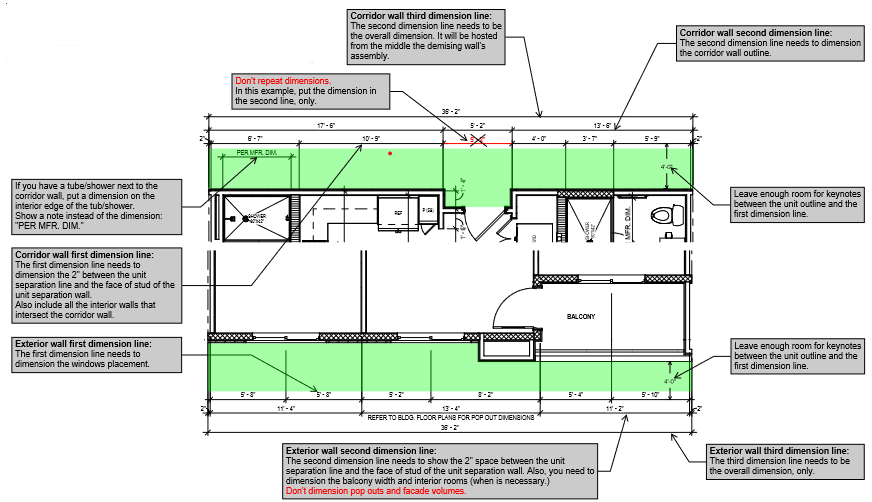 Corridor wall third dimension line:
The second dimension line needs to be
the overall dimension. It will be hosted
from the middle the demising wall's
assembly.
Corridor wall second dimension line:
The second dimension line needs to dimension
the corridor wall outline.
Don't repeat dimensions.
In this example, put the dimension in
the second line, only.
36' - 2"
17' - 6"
5' - 2"
13' - 6"
2"
6' - 7"
10' - 9"
4' - 0"
3' - 7"
5' - 9"
2"
PER MFR. DIM.
4'-0"
If you have a tube/shower next to the
corridor wall, put a dimension on the
interior edge of the tub/shower.
Show a note instead of the dimension:
"PER MFR. DIM."
Leave enough room for keynotes
between the unit outline and the
first dimension line.
SHOWER
REF
MFR. DIM.
Corridor wall first dimension line:
The first dimension line needs to
dimension the 2" between the unit
separation line and the face of stud of the
unit separation wall.
Also include all the interior walls that
intersect the corridor wall.
BALCONY
Exterior wall first dimension line:
The first dimension line needs to
dimension the windows placement.
Leave enough room for keynotes
between the unit outline and the
first dimension line.
4'-0"
5' - 8"
5' - 8"
5' - 2"
8' - 2"
5' - 4"
5' - 10"
2"
11' - 4"
13' - 4"
11' - 2"
2"
REFER TO BLDG. FLOOR PLANS FOR POP OUT DIMENSIONS
36' - 2"
Exterior wall second dimension line:
The second dimension line needs to show the 2" space between the unit
separation line and the face of stud of the unit separation wall. Also, you need to
dimension the balcony width and interior rooms (when is necessary.)
Don't dimension pop outs and facade volumes.
Exterior wall third dimension line:
The third dimension line needs to be
the overall dimension, only.